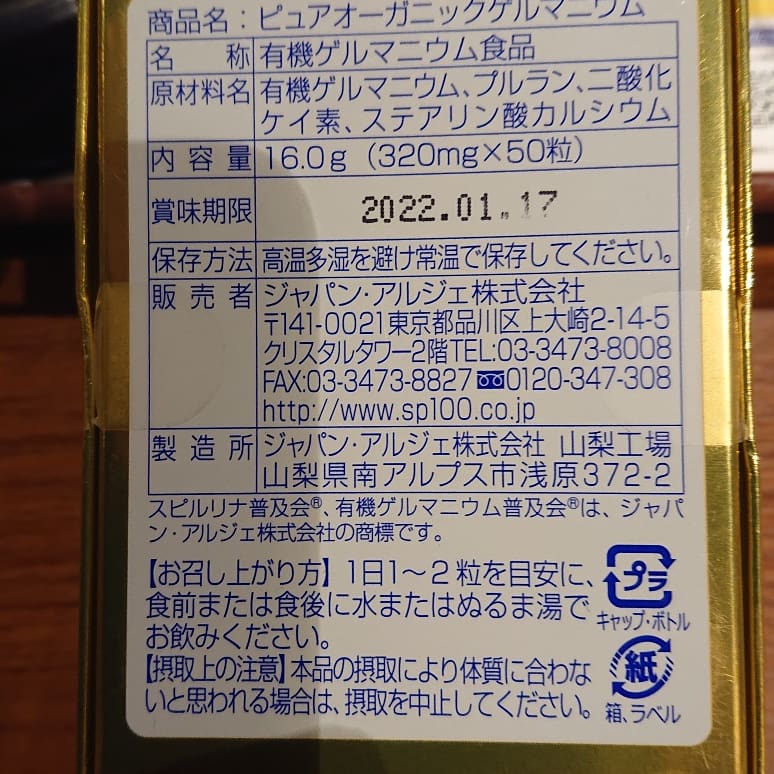 商品名：ピュアオーガニックゲルマニウム
名称 有機ゲルマニウム食品
原材料名 有機ゲルマニウム、プルラン、二酸化
ケイ素、ステアリン酸カルシウム
内容量 16.0g（320mg×50粒）
賞味期限 2022.01.17
保存方法 高温多湿を避け常温で保存してください。
販売者 ジャパン・アルジェ株式会社
〒141-0021東京都品川区上大崎2-14-5
クリスタルタワー2階TEL:03-3473-8008
FAX:03-3473-8827 0120-347-308
http://www.sp100.co.jp
製造所 ジャパン・アルジェ株式会社 山梨工場
山梨県南アルプス市浅原372-2
スピルリナ普及会®、有機ゲルマニウム普及会®は、ジャパ
ン・アルジェ株式会社の商標です。
【お召し上がり方】1日1〜2粒を目安に、
食前または食後に水またはぬるま湯で
お飲みください。
【摂取上の注意】本品の摂取により体質に合わな
いと思われる場合は、摂取を中止してください。
プラ
キャップ・ボトル
紙
箱、ラベル